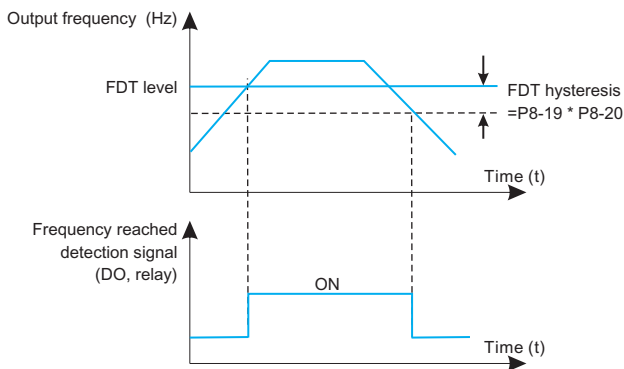 Output frequency (Hz)
FDT level
FDT hysteresis
=P8-19 * P8-20
Time (t)
Frequency reached
detection signal
(DO, relay)
ON
Time (t)